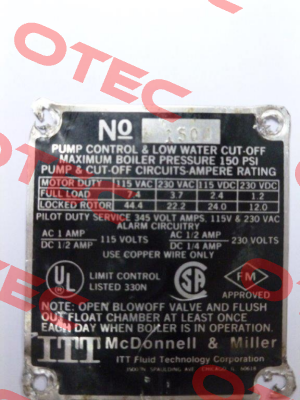 OTEC
No
PUMP CONTROL & LOW WATER CUT-OFF
MAXIMUM BOILER PRESSURE 150 PSI
PUMP & CUT-OFF CIRCUITS-AMPERE RATING
MOTOR DUTY 115 VAC 230 VAC 115 VDC 230 VDC
FULL LOAD 7.4 3.7 2.4 1.2
LOCKED ROTOR 44.4 22.2 24.0 12.0
PILOT DUTY SERVICE 345 VOLT AMPS. 115V & 230 VAC
ALARM CIRCUITRY
AC 1 AMP
DC 1/2 AMP 115 VOLTS AC 1/2 AMP
DC 1/4 AMP 230 VOLTS
USE COPPER WIRE ONLY
UL
LIMIT CONTROL
LISTED 330N
FM
APPROVED
NOTE: OPEN BLOWOFF VALVE AND FLUSH
OUT FLOAT CHAMBER AT LEAST ONCE
EACH DAY WHEN BOILER IS IN OPERATION.
ITT McDonnell & Miller
ITT Fluid Technology Corporation
SPAULDING AVE. CHICAGO, IL 60618